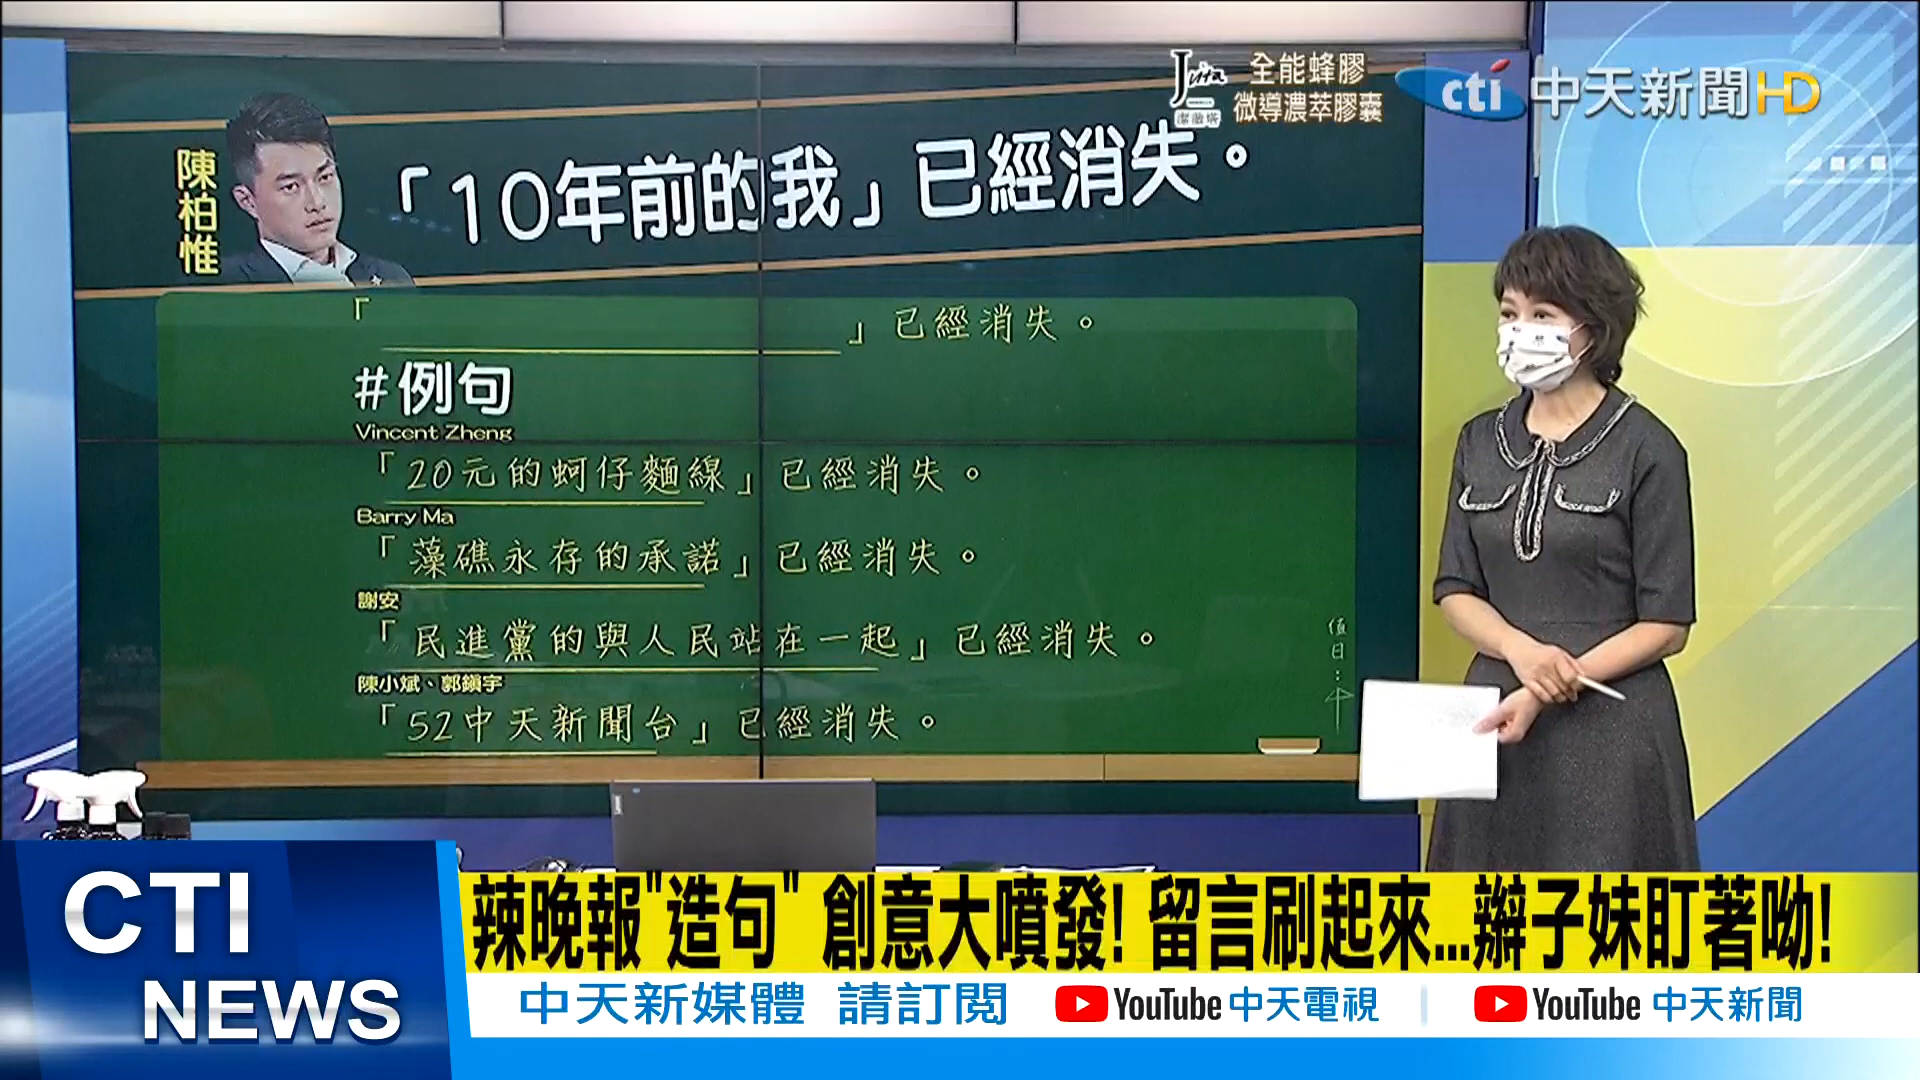 Jvita
潔薇塔
全能蜂膠
微導濃萃膠囊
cti 中天新聞HD
陳柏惟
「10年前的我」已經消失。
「 」已經消失。
#例句
Vincent Zheng
「20元的蚵仔麵線」已經消失。
Barry Ma
「藻礁永存的承諾」已經消失。
謝安
「民進黨的與人民站在一起」已經消失。
陳小斌、郭鎮宇
「52中天新聞台」已經消失。
值日:
CTI NEWS
辣晚報"造句" 創意大噴發! 留言刷起來...辮子妹盯著呦!
中天新媒體 請訂閱 YouTube 中天電視 | YouTube 中天新聞